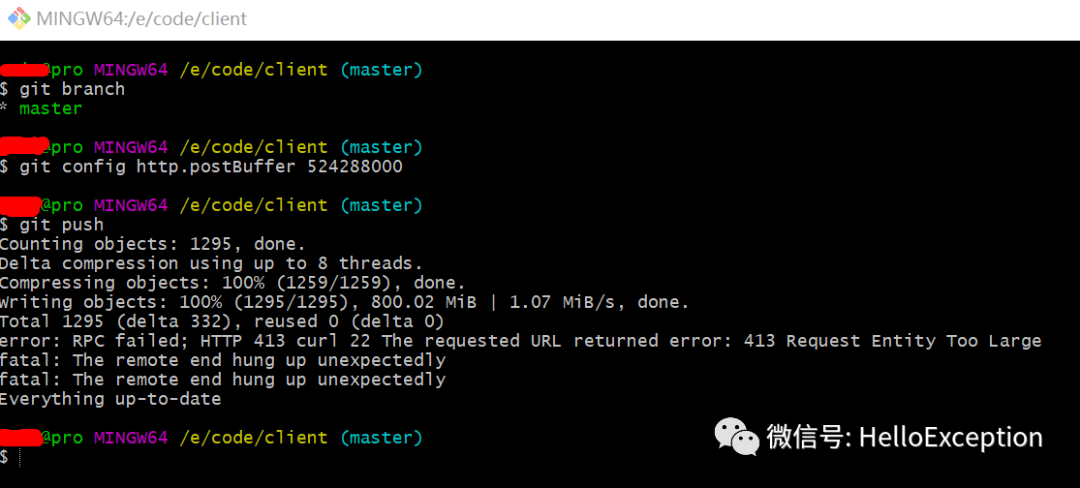 MINGW64:/e/code/client
@pro MINGW64 /e/code/client (master)
$ git branch
* master
@pro MINGW64 /e/code/client (master)
$ git config http.postBuffer 524288000
@pro MINGW64 /e/code/client (master)
$ git push
Counting objects: 1295, done.
Delta compression using up to 8 threads.
Compressing objects: 100% (1259/1259), done.
Writing objects: 100% (1295/1295), 800.02 MiB | 1.07 MiB/s, done.
Total 1295 (delta 332), reused 0 (delta 0)
error: RPC failed; HTTP 413 curl 22 The requested URL returned error: 413 Request Entity Too Large
fatal: The remote end hung up unexpectedly
fatal: The remote end hung up unexpectedly
Everything up-to-date
@pro MINGW64 /e/code/client (master)
$
微信号: HelloException